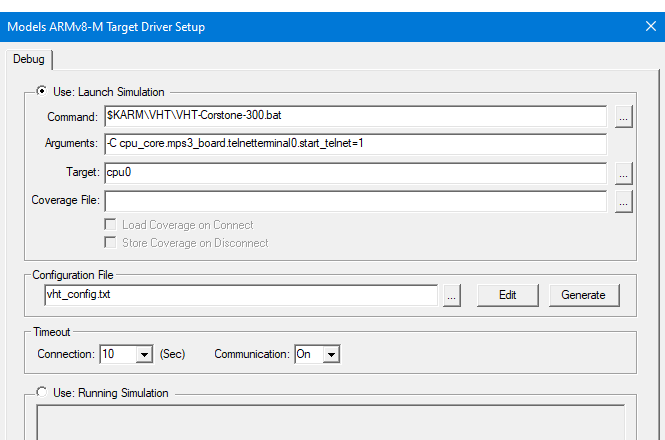 Models ARMv8-M Target Driver Setup
Debug
Use: Launch Simulation
Command: $KARM\VHT\VHT-Corstone-300.bat ...
Arguments: -C cpu_core.mps3_board.telnetterminal0.start_telnet=1
Target: cpu0 ...
Coverage File: ...
Load Coverage on Connect
Store Coverage on Disconnect
Configuration File
vht_config.txt ... Edit Generate
Timeout
Connection: 10 (Sec) Communication: On
Use: Running Simulation